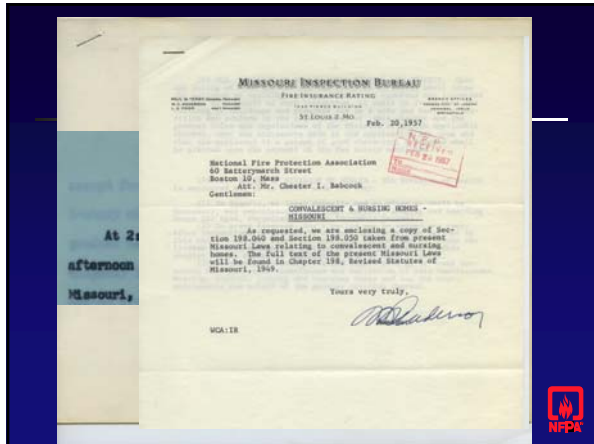 MISSOURI INSPECTION BUREAU
FIRE INSURANCE RATING
ST. LOUIS 2, MO.
Feb. 20,1957
RECEIVED
1957
National Fire Protection Association
60 Batterymarch Street
Boston 10, Mass
Att. Mr. Chester I. Babcock
Gentlemen:
CONVALESCENT & NURSING HOMES -
MISSOURI
As requested, we are enclosing a copy of Sec-
tion 198.040 and Section 198.050 taken from present
Missouri Laws relating to convalescent and nursing
homes. The full text of the present Missouri Laws
will be found in Chapter 198, Revised Statutes of
Missouri, 1949.
Yours very truly,
WCA:IR
At
afternoon
Missouri,
NFPA